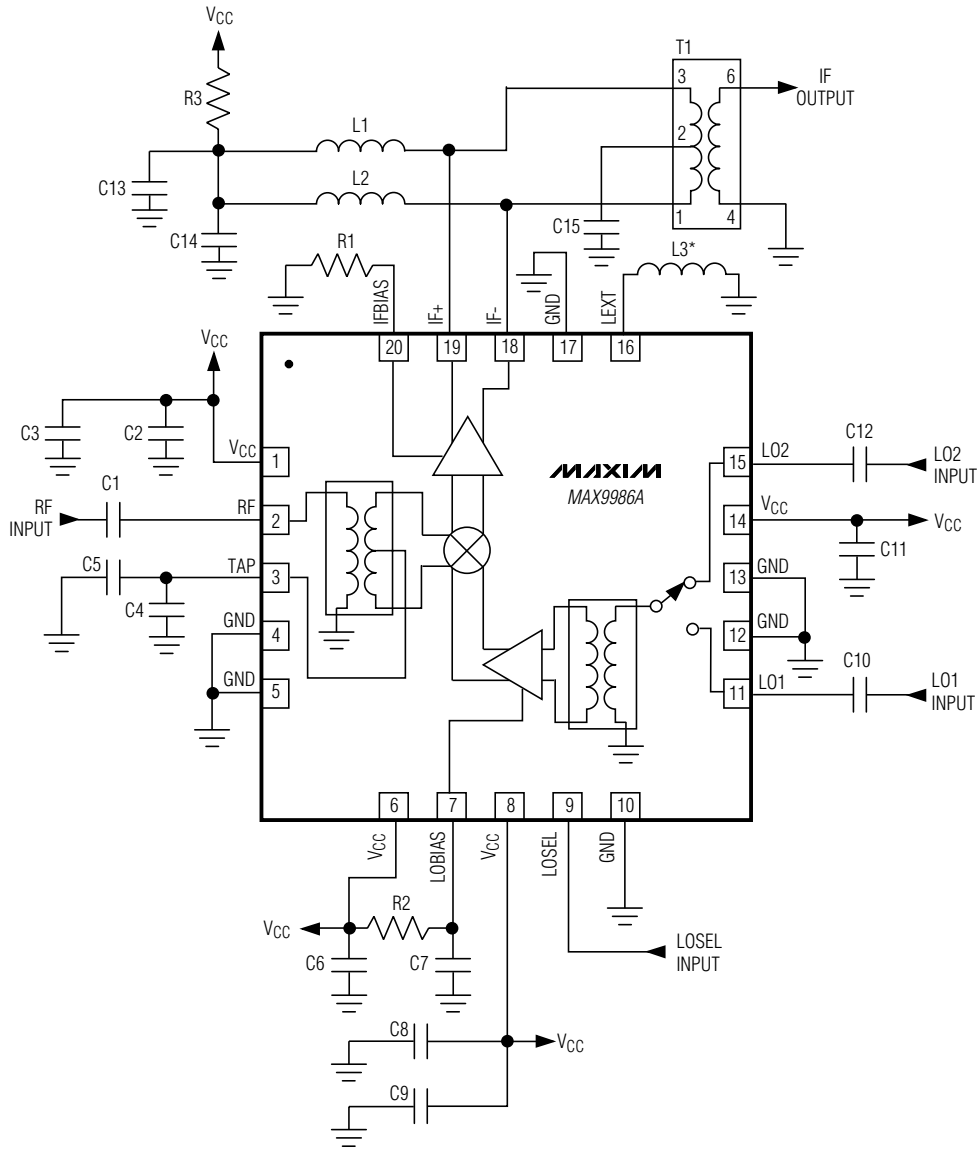 VCC
R3
L1
L2
C13
C14
T1
3
6
2
1
4
IF
OUTPUT
C15
R1
L3*
IFBIAS
IF+
IF-
GND
LEXT
20
19
18
17
16
VCC
C3
C2
VCC
1
RF
INPUT
C1
RF
2
C5
C4
TAP
3
GND
4
GND
5
MAXIM
MAX9986A
15
LO2
C12
LO2
INPUT
14
VCC
VCC
C11
13
GND
12
GND
11
LO1
C10
LO1
INPUT
6
7
8
9
10
VCC
LOBIAS
VCC
LOSEL
GND
VCC
R2
C6
C7
LOSEL
INPUT
C8
VCC
C9